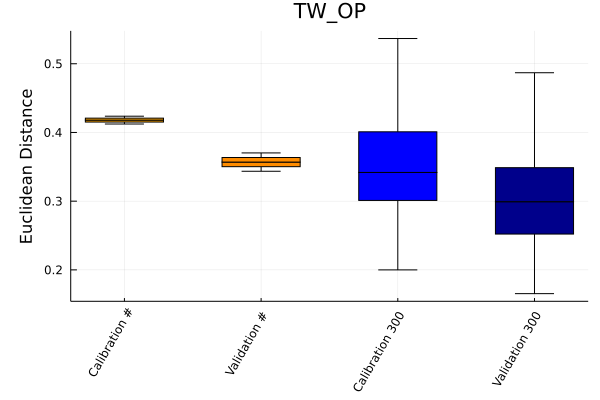 TW_OP
Euclidean Distance
0.5
0.4
0.3
0.2
Calibration #
Validation #
Calibration 300
Validation 300